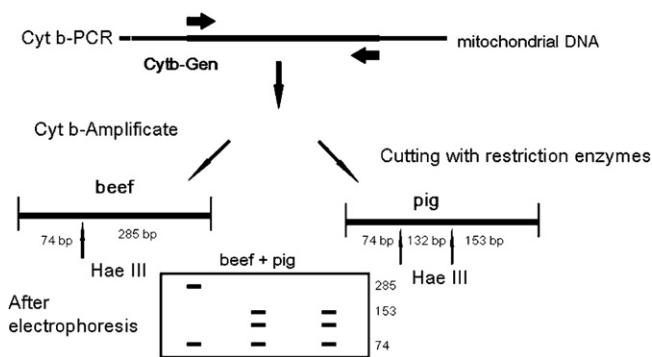 Cyt b-PCR
mitochondrial DNA
Cytb-Gen
Cyt b-Amplificate
Cutting with restriction enzymes
beef
pig
74 bp
285 bp
74 bp 132 bp 153 bp
Hae III
Hae III
beef + pig
After
electrophoresis
285
153
74